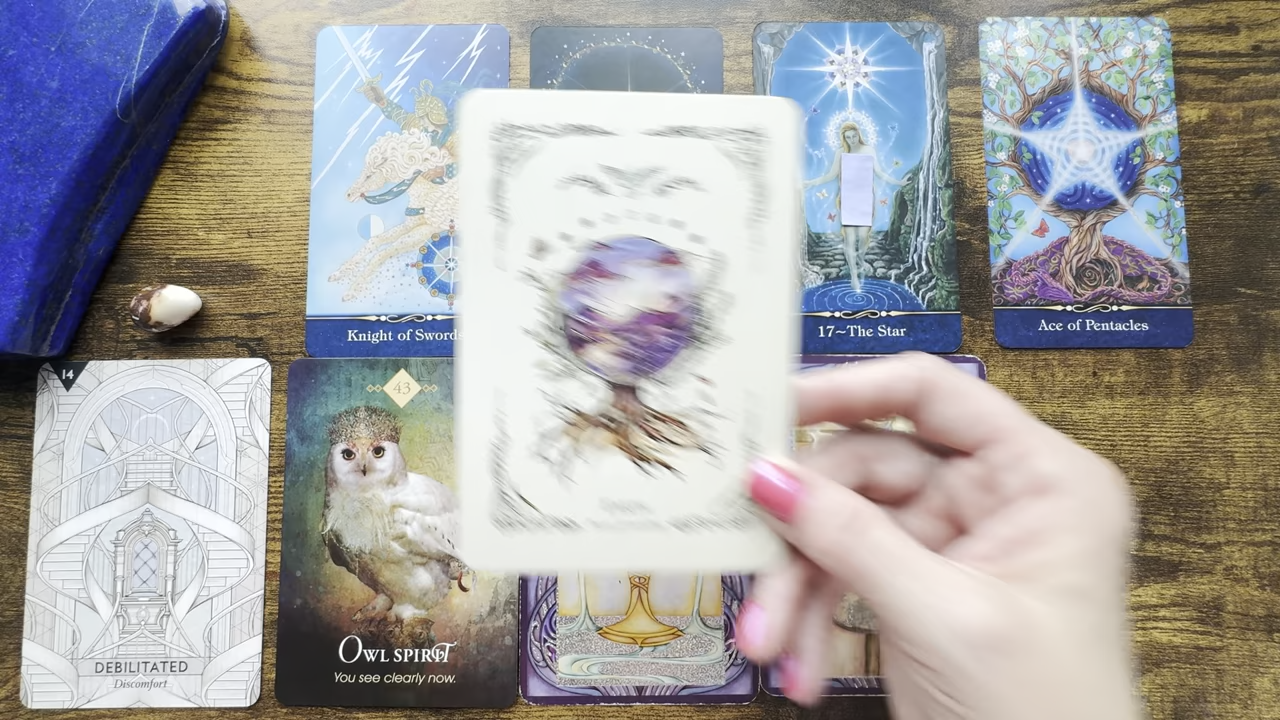 Knight of Swords
17~The Star
Ace of Pentacles
14
DEBILITATED
Discomfort
43
OWL SPIRIT
You see clearly now.